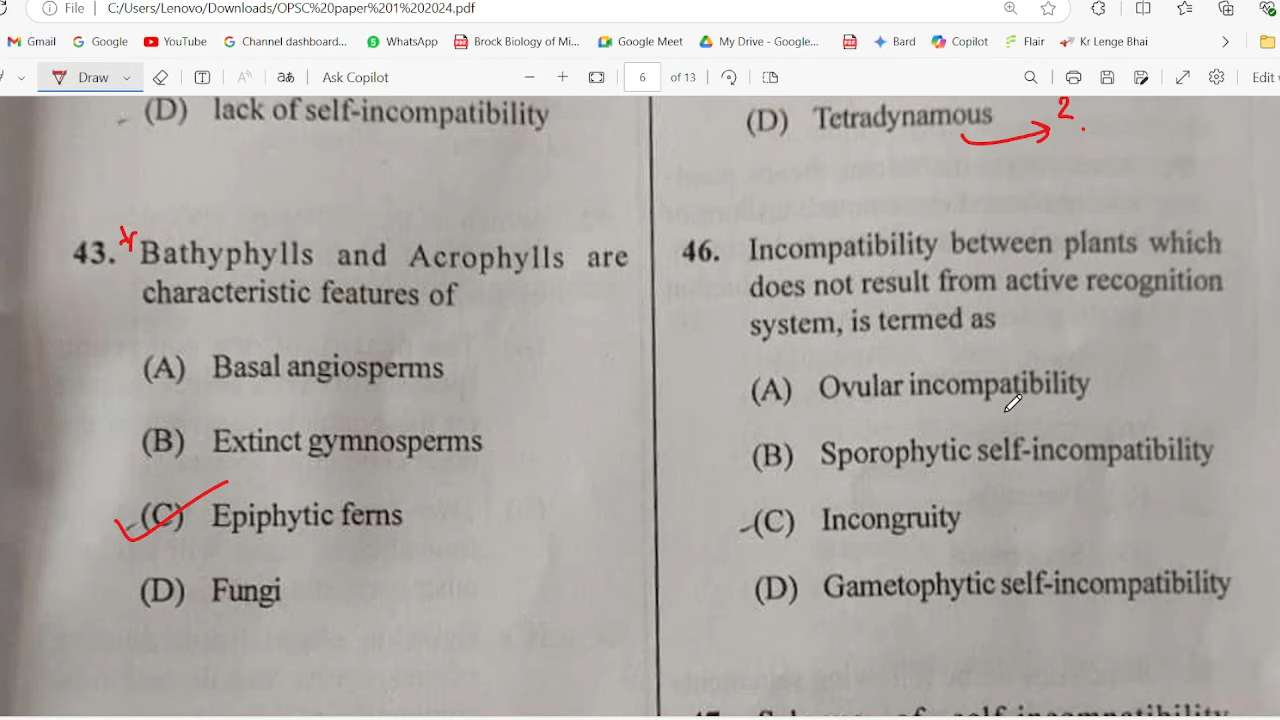 File
C:/Users/Lenovo/Downloads/OPSC%20paper%201%202024.pdf
Gmail
Google
YouTube
Channel dashboard...
WhatsApp
Brock Biology of Mi...
Google Meet
My Drive - Google...
Bard
Copilot
Flair
Kr Lenge Bhai
Draw
Ask Copilot
6
of 13
Edit
(D) lack of self-incompatibility
43. Bathyphylls and Acrophylls are
characteristic features of
(A) Basal angiosperms
(B) Extinct gymnosperms
(C) Epiphytic ferns
(D) Fungi
(D) Tetradynamous
2
46. Incompatibility between plants which
does not result from active recognition
system, is termed as
(A) Ovular incompatibility
(B) Sporophytic self-incompatibility
(C) Incongruity
(D) Gametophytic self-incompatibility
of self-incompatibility